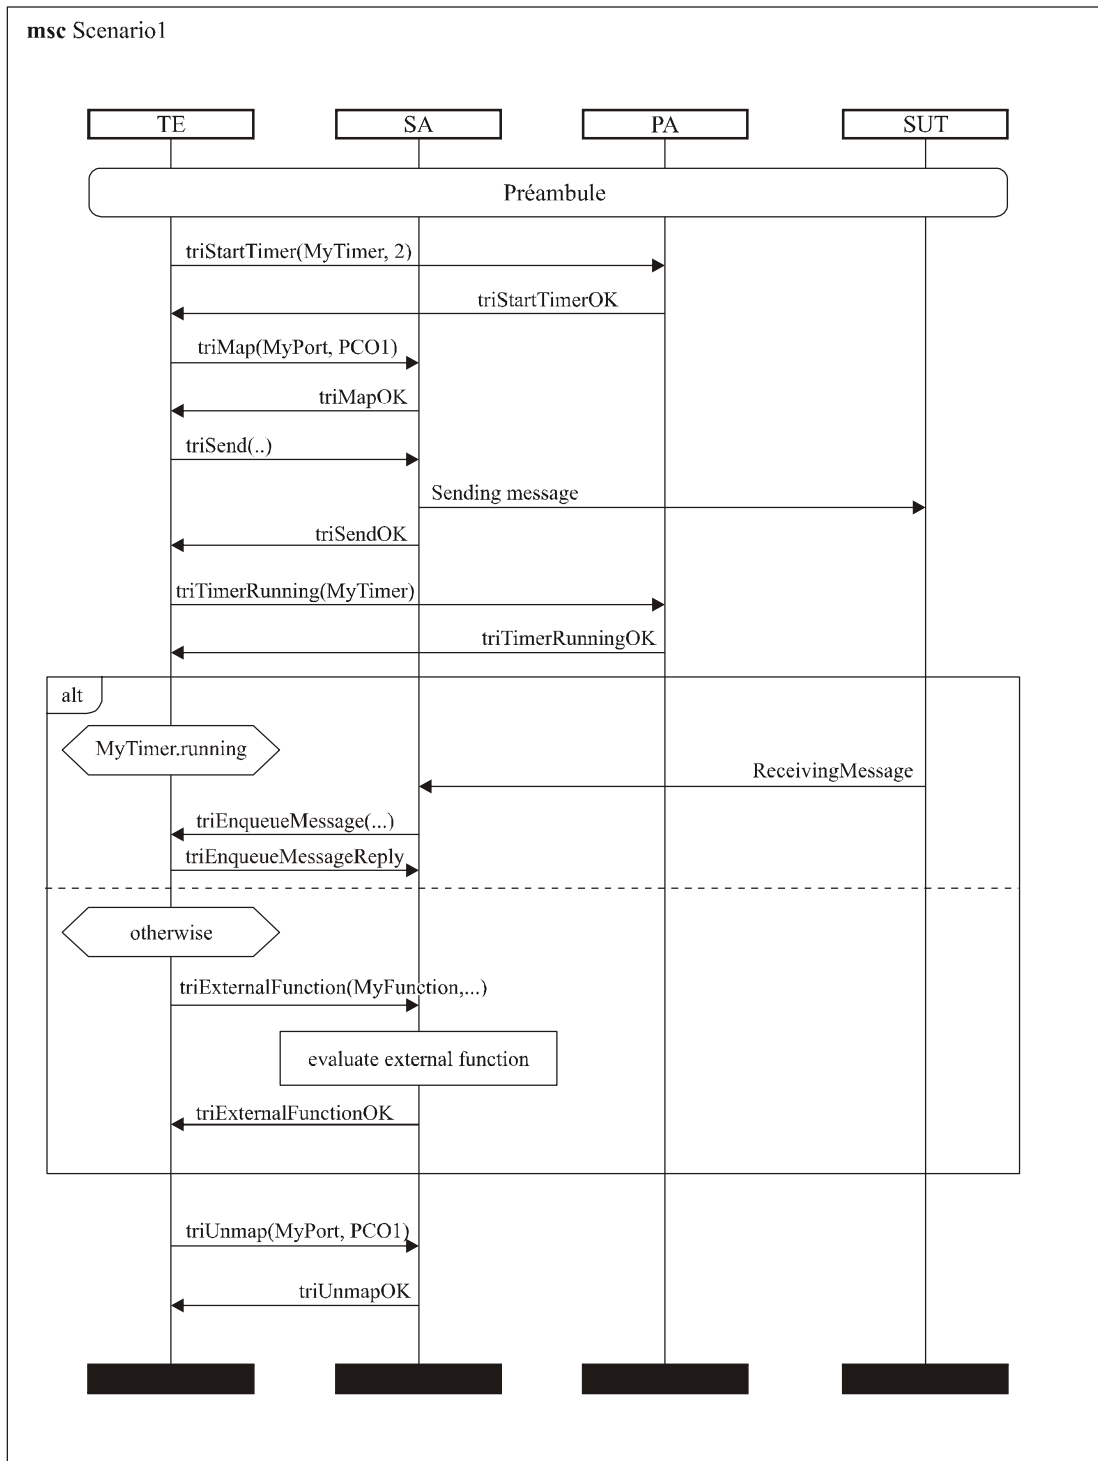 msc Scenario1
TE SA PA SUT
Préambule
triStartTimer(MyTimer, 2)
triStartTimerOK
triMap(MyPort, PCO1)
triMapOK
triSend(..)
Sending message
triSendOK
triTimerRunning(MyTimer)
triTimerRunningOK
alt
MyTimer.running
ReceivingMessage
triEnqueueMessage(...)
triEnqueueMessageReply
otherwise
triExternalFunction(MyFunction,...)
evaluate external function
triExternalFunctionOK
triUnmap(MyPort, PCO1)
triUnmapOK